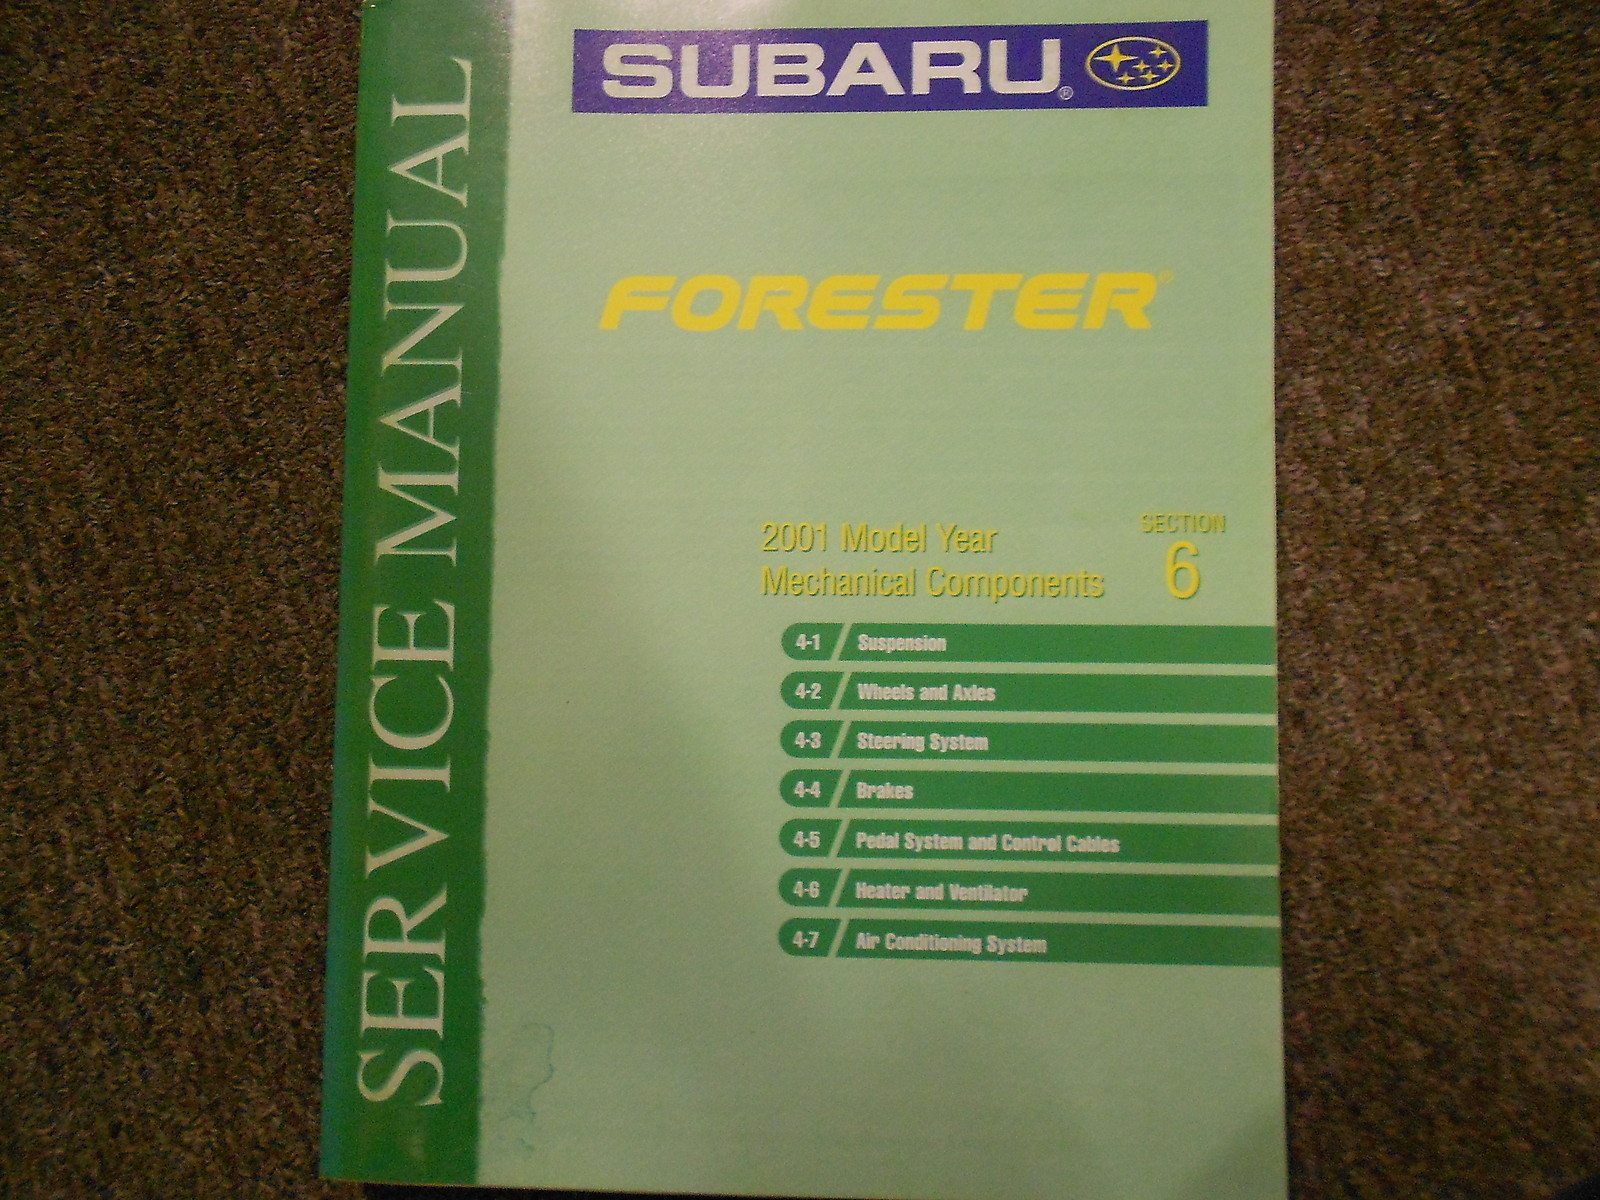 SERVICE MANUAL
SUBARU®
FORESTER®
2001 Model Year
Mechanical Components
SECTION
6
4-1 / Suspension
4-2 / Wheels and Axles
4-3 / Steering System
4-4 / Brakes
4-5 / Pedal System and Control Cables
4-6 / Heater and Ventilator
4-7 / Air Conditioning System